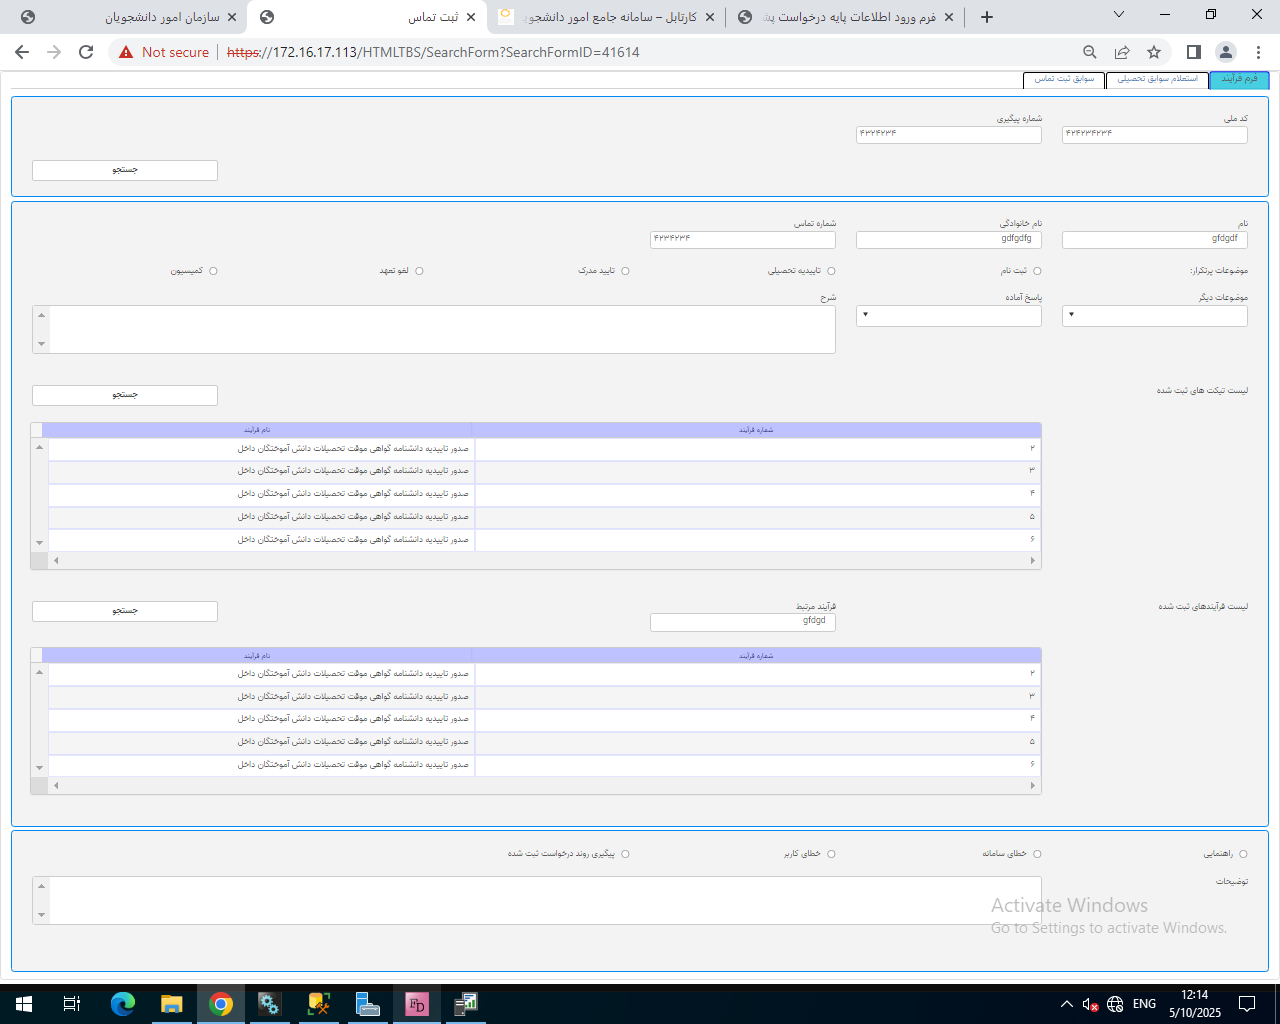 سازمان امور دانشجویان
ثبت تماس
کارتابل – سامانه جامع امور دانشجو
فرم ورود اطلاعات پایه درخواست
Not secure
https://172.16.17.113/HTMLTBS/SearchForm?SearchFormID=41614
فرم فرآیند
استعلام سوابق تحصیلی
سوابق ثبت تماس
کد ملی
شماره پیگیری
۴۲۴۲۳۴۲۳۴
۴۳۲۴۲۳۴
جستجو
نام
نام خانوادگی
شماره تماس
gfdgdf
gdfgdfg
۴۲۳۴۲۳۴
موضوعات پرتکرار:
ثبت نام
تاییدیه تحصیلی
تایید مدرک
لغو تعهد
کمیسیون
موضوعات دیگر
پاسخ آماده
شرح
لیست تیکت های ثبت شده
جستجو
شماره فرآیند
نام فرآیند
۲ صدور تاییدیه دانشنامه گواهی موقت تحصیلات دانش آموختگان داخل
۳ صدور تاییدیه دانشنامه گواهی موقت تحصیلات دانش آموختگان داخل
۴ صدور تاییدیه دانشنامه گواهی موقت تحصیلات دانش آموختگان داخل
۵ صدور تاییدیه دانشنامه گواهی موقت تحصیلات دانش آموختگان داخل
۶ صدور تاییدیه دانشنامه گواهی موقت تحصیلات دانش آموختگان داخل
لیست فرآیندهای ثبت شده
فرآیند مرتبط
gfdgd
جستجو
شماره فرآیند
نام فرآیند
۲ صدور تاییدیه دانشنامه گواهی موقت تحصیلات دانش آموختگان داخل
۳ صدور تاییدیه دانشنامه گواهی موقت تحصیلات دانش آموختگان داخل
۴ صدور تاییدیه دانشنامه گواهی موقت تحصیلات دانش آموختگان داخل
۵ صدور تاییدیه دانشنامه گواهی موقت تحصیلات دانش آموختگان داخل
۶ صدور تاییدیه دانشنامه گواهی موقت تحصیلات دانش آموختگان داخل
راهنمایی
خطای سامانه
خطای کاربر
پیگیری روند درخواست ثبت شده
توضیحات
Activate Windows
Go to Settings to activate Windows.
FD
ENG
12:14
5/10/2025